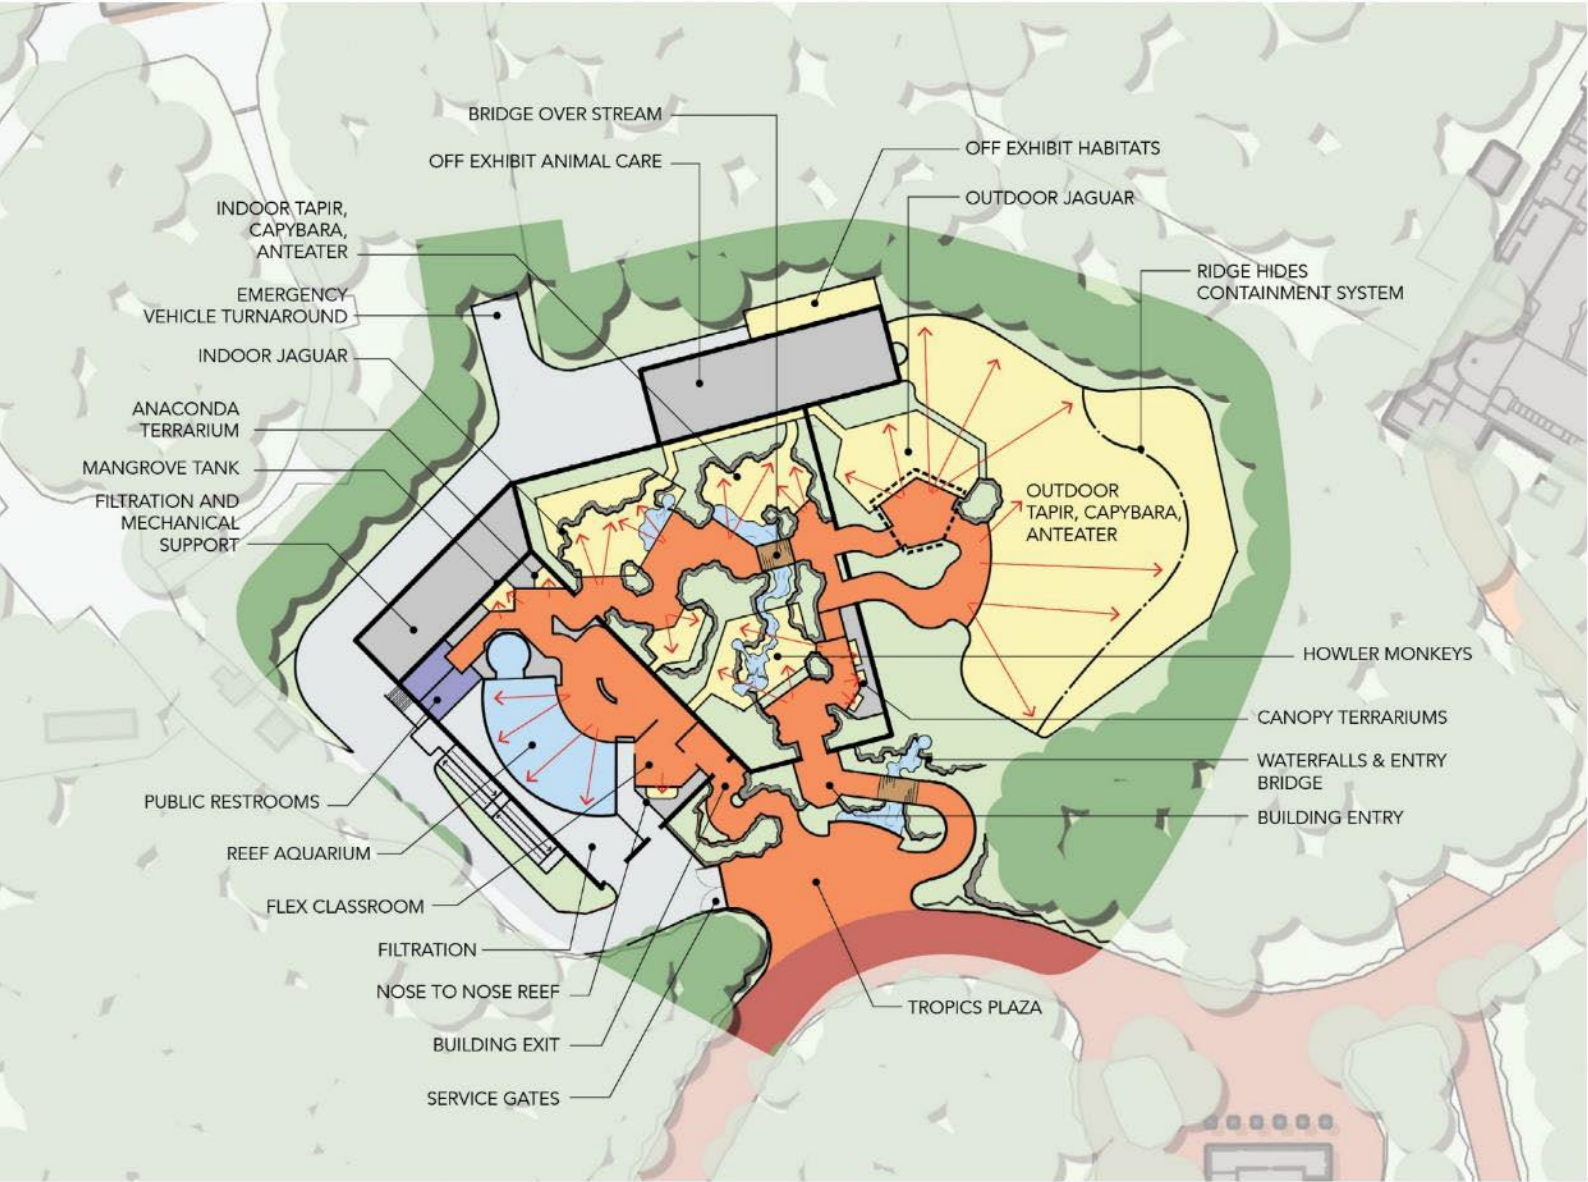 BRIDGE OVER STREAM
OFF EXHIBIT ANIMAL CARE
INDOOR TAPIR,
CAPYBARA,
ANTEATER
EMERGENCY
VEHICLE TURNAROUND
INDOOR JAGUAR
ANACONDA
TERRARIUM
MANGROVE TANK
FILTRATION AND
MECHANICAL
SUPPORT
PUBLIC RESTROOMS
REEF AQUARIUM
FLEX CLASSROOM
FILTRATION
NOSE TO NOSE REEF
BUILDING EXIT
SERVICE GATES
OFF EXHIBIT HABITATS
OUTDOOR JAGUAR
RIDGE HIDES
CONTAINMENT SYSTEM
OUTDOOR
TAPIR, CAPYBARA,
ANTEATER
HOWLER MONKEYS
CANOPY TERRARIUMS
WATERFALLS & ENTRY
BRIDGE
BUILDING ENTRY
TROPICS PLAZA